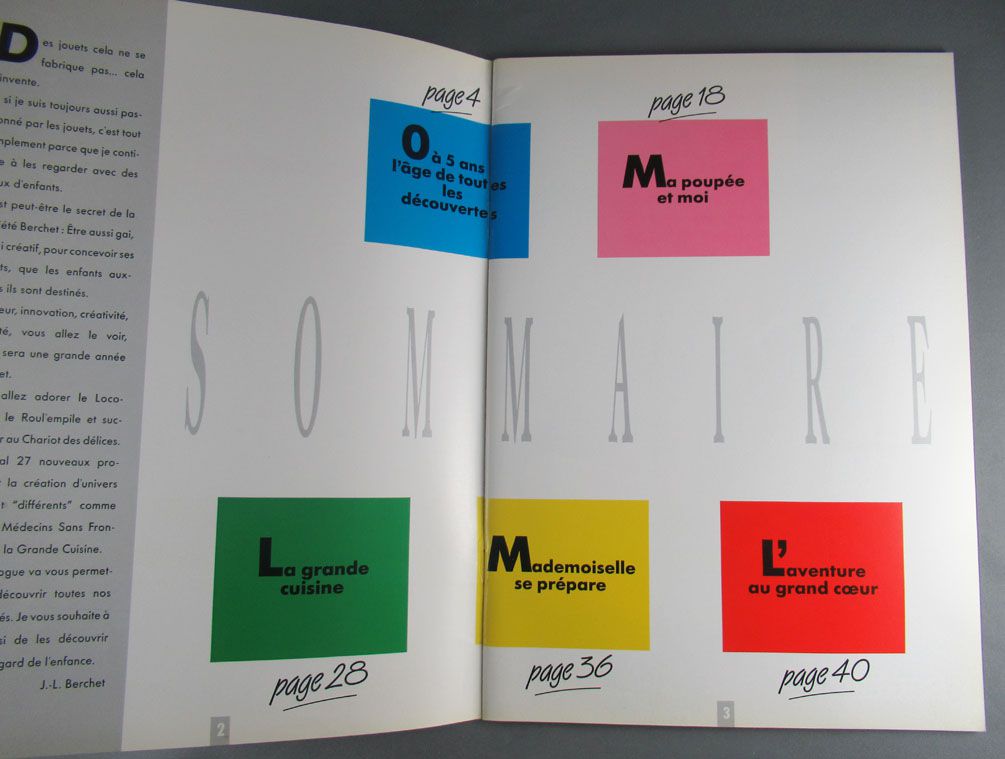 Des jouets cela ne se
fabrique pas... cela
invente.
si je suis toujours aussi pas-
onné par les jouets, c'est tout
mplement parce que je conti-
e à les regarder avec des
ux d'enfants.
st peut-être le secret de la
iété Berchet : Être aussi gai,
i créatif, pour concevoir ses
ts, que les enfants aux-
s ils sont destinés.
eur, innovation, créativité,
té, vous allez le voir,
sera une grande année
et.
allez adorer le Loco-
le Roul'empile et suc-
r au Chariot des délices.
al 27 nouveaux pro-
t la création d'univers
t "différents" comme
Médecins Sans Fron-
la Grande Cuisine.
ogue va vous permet-
découvrir toutes nos
és. Je vous souhaite à
si de les découvrir
egard de l'enfance.
J.-L. Berchet
page 4
0 à 5 ans
l'âge de toutes
les
découvertes
page 18
Ma poupée
et moi
SOMMAIRE
La grande
cuisine
page 28
Mademoiselle
se prépare
page 36
L'aventure
au grand cœur
page 40
2
3